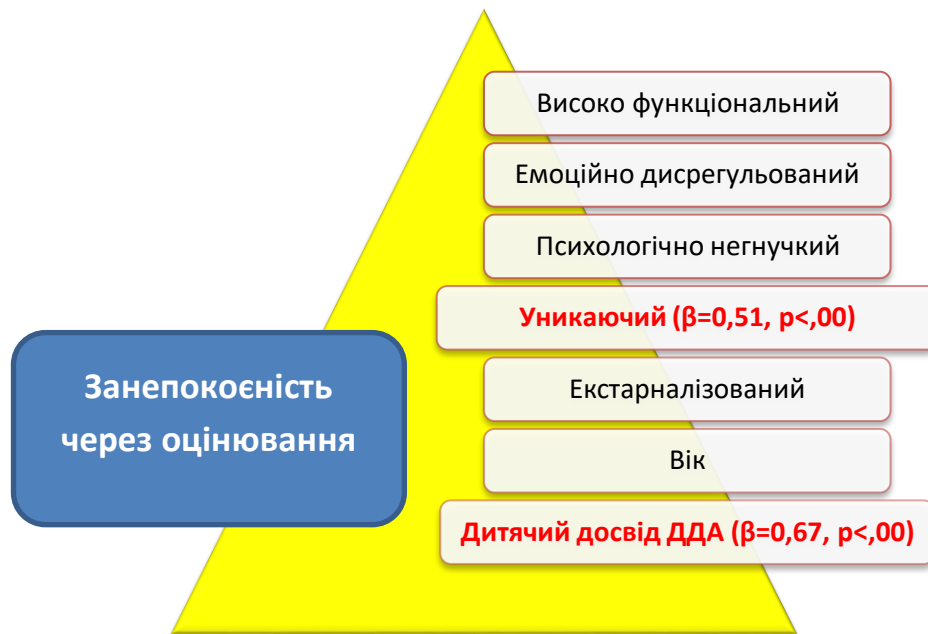 Високо функціональний
Емоційно дисрегульований
Психологічно негнучкий
Уникаючий (β=0,51, p<,00)
Занепокоєність
через оцінювання
Екстарналізований
Вік
Дитячий досвід ДДА (β=0,67, p<,00)